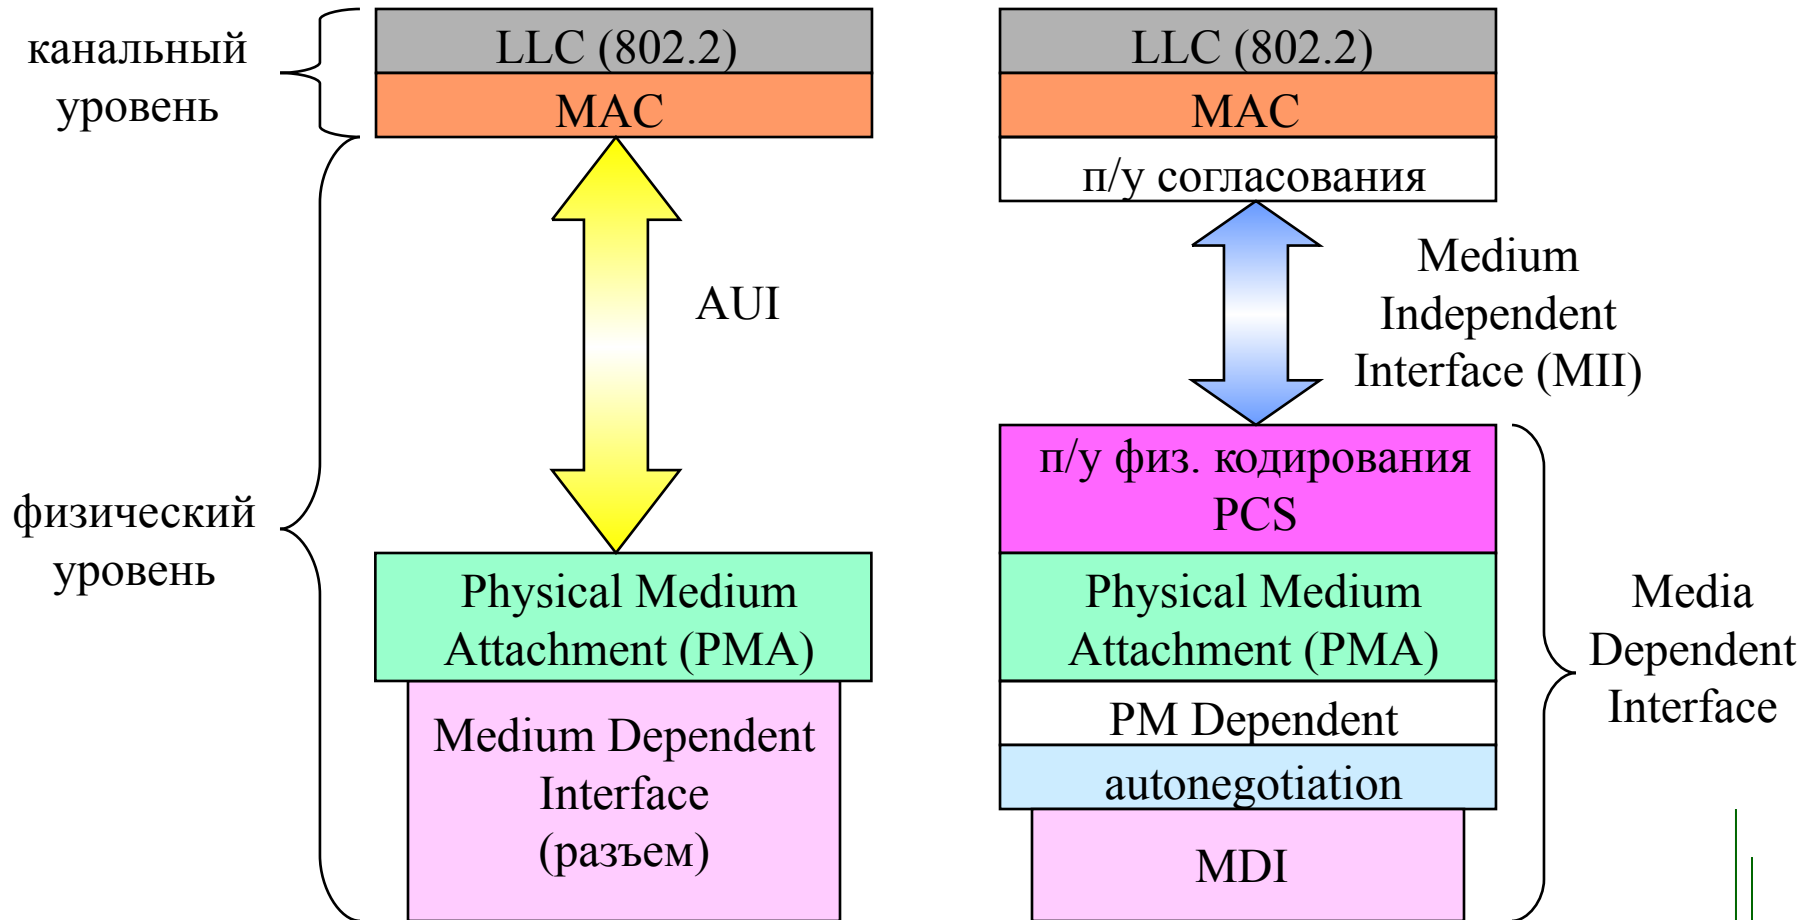 канальный
уровень
LLC (802.2)
MAC
AUI
физический
уровень
Physical Medium
Attachment (PMA)
Medium Dependent
Interface
(разъем)
LLC (802.2)
MAC
п/у согласования
Medium
Independent
Interface (MII)
п/у физ. кодирования
PCS
Physical Medium
Attachment (PMA)
PM Dependent
autonegotiation
MDI
Media
Dependent
Interface